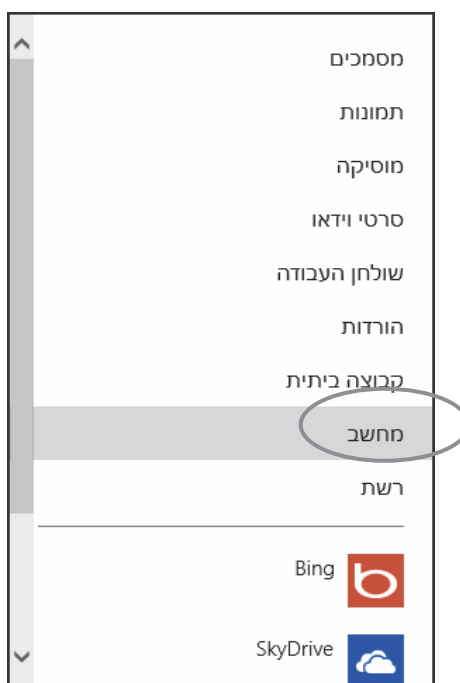 מסמכים
תמונות
מוסיקה
סרטי וידאו
שולחן העבודה
הורדות
קבוצה ביתית
מחשב
רשת
Bing
SkyDrive